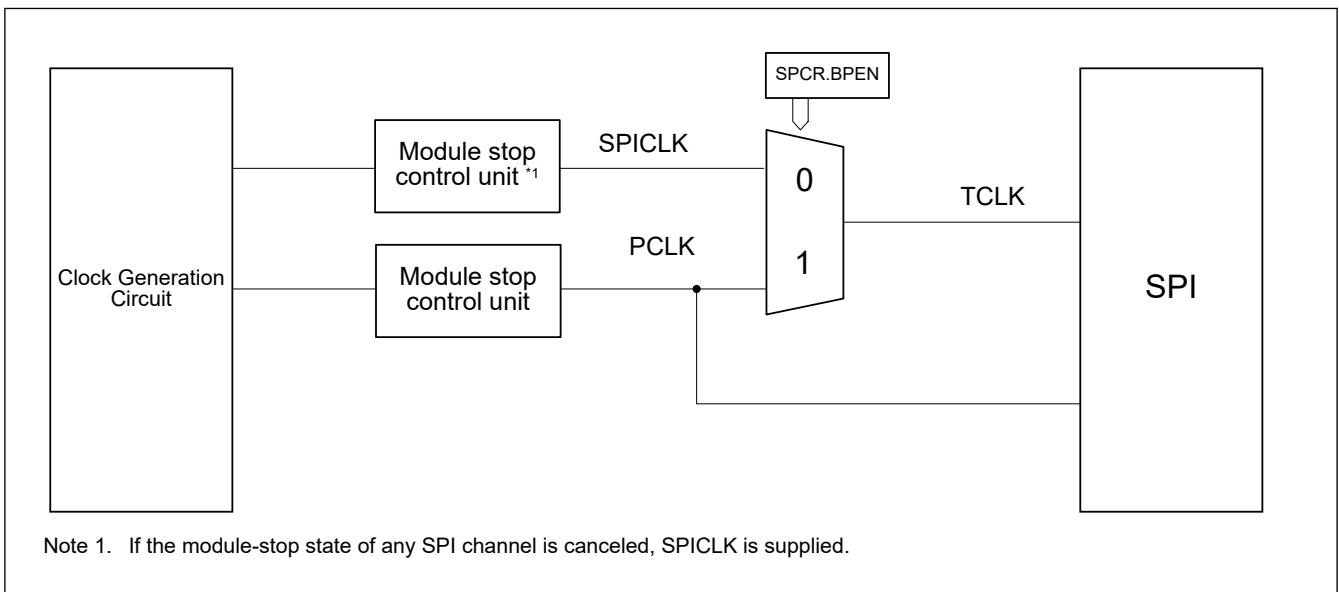 SPCR.BPEN
Module stop
control unit *1
SPICLK
0
TCLK
PCLK
1
Clock Generation
Circuit
Module stop
control unit
SPI
Note 1. If the module-stop state of any SPI channel is canceled, SPICLK is supplied.